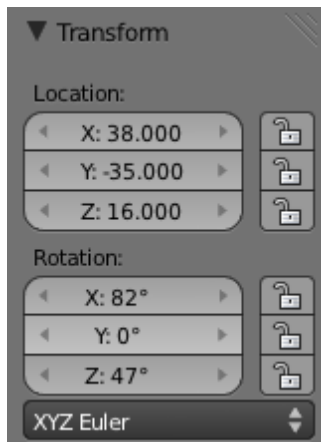 Transform
Location:
X: 38.000
Y: -35.000
Z: 16.000
Rotation:
X: 82°
Y: 0°
Z: 47°
XYZ Euler